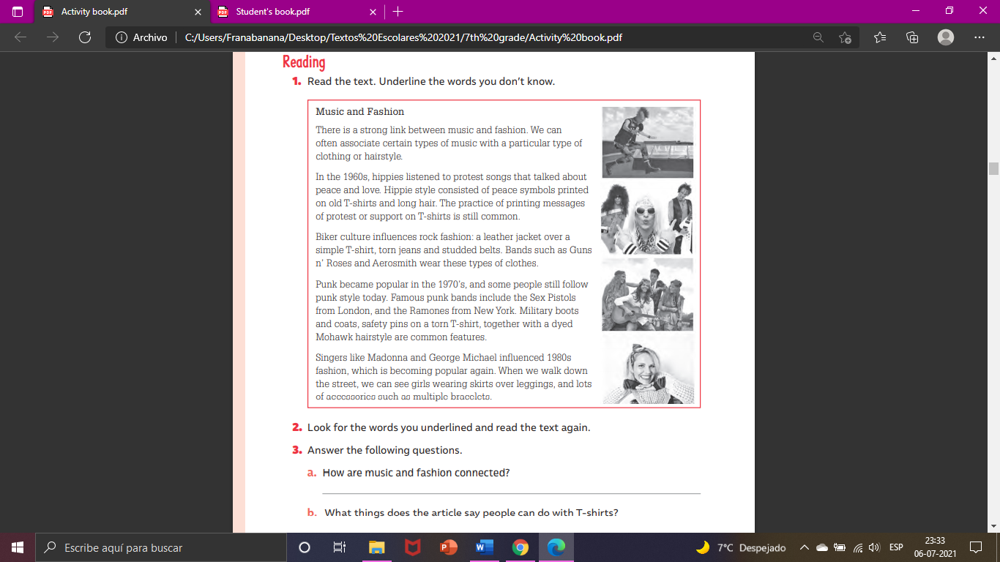 Activity book.pdf
Student's book.pdf
Archivo
C:/Users/Franabanana/Desktop/Textos%20Escolares%202021/7th%20grade/Activity%20book.pdf
Reading
1. Read the text. Underline the words you don't know.
Music and Fashion
There is a strong link between music and fashion. We can
often associate certain types of music with a particular type of
clothing or hairstyle.
In the 1960s, hippies listened to protest songs that talked about
peace and love. Hippie style consisted of peace symbols printed
on old T-shirts and long hair. The practice of printing messages
of protest or support on T-shirts is still common.
Biker culture influences rock fashion: a leather jacket over a
simple T-shirt, torn jeans and studded belts. Bands such as Guns
n' Roses and Aerosmith wear these types of clothes.
Punk became popular in the 1970's, and some people still follow
punk style today. Famous punk bands include the Sex Pistols
from London, and the Ramones from New York. Military boots
and coats, safety pins on a torn T-shirt, together with a dyed
Mohawk hairstyle are common features.
Singers like Madonna and George Michael influenced 1980s
fashion, which is becoming popular again. When we walk down
the street, we can see girls wearing skirts over leggings, and lots
of accessories such as multiple bracelets.
2. Look for the words you underlined and read the text again.
3. Answer the following questions.
a. How are music and fashion connected?
b. What things does the article say people can do with T-shirts?
Escribe aquí para buscar
7°C Despejado
ESP
23:33
06-07-2021